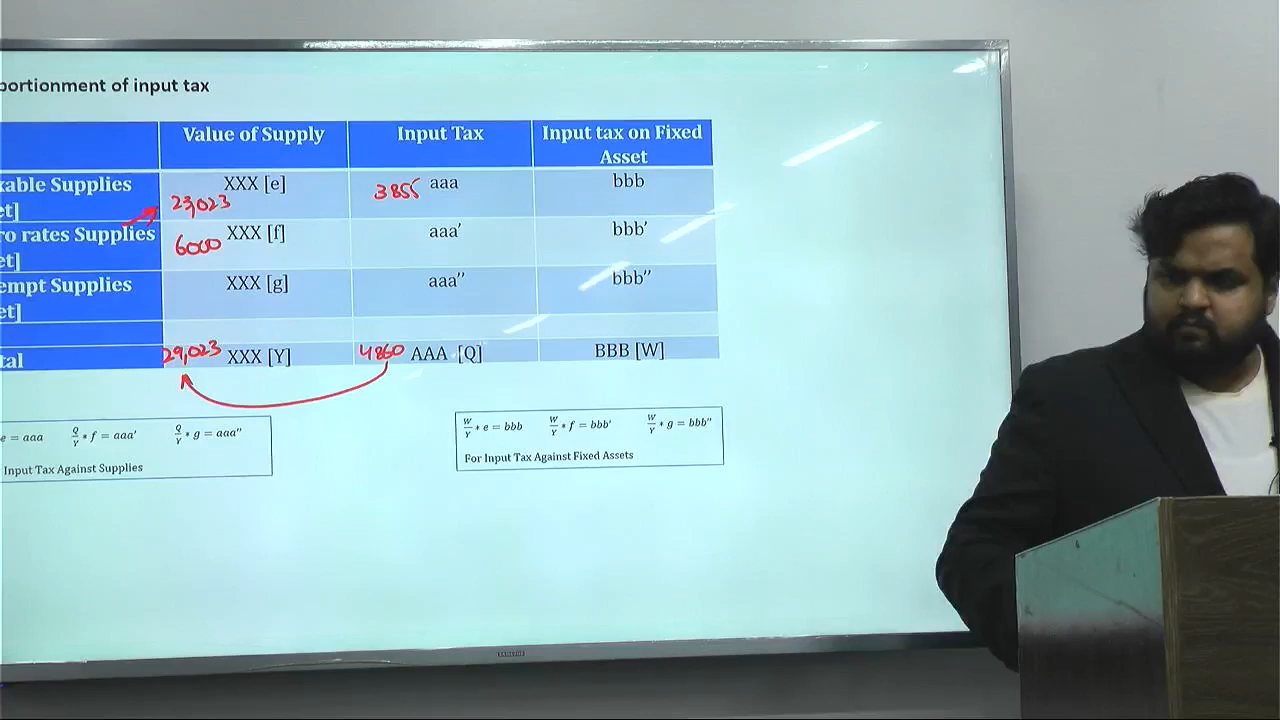 portionment of input tax
Value of Supply Input Tax Input tax on Fixed
Asset
xable Supplies XXX [e] 3855 aaa bbb
et] 23,023
ro rates Supplies 6000 XXX [f] aaa' bbb'
et]
empt Supplies XXX [g] aaa'' bbb''
et]
tal 29,023 XXX [Y] 4860 AAA [Q] BBB [W]
e = aaa Q/Y * f = aaa' Q/Y * g = aaa''
Input Tax Against Supplies
W/Y * e = bbb W/Y * f = bbb' W/Y * g = bbb''
For Input Tax Against Fixed Assets